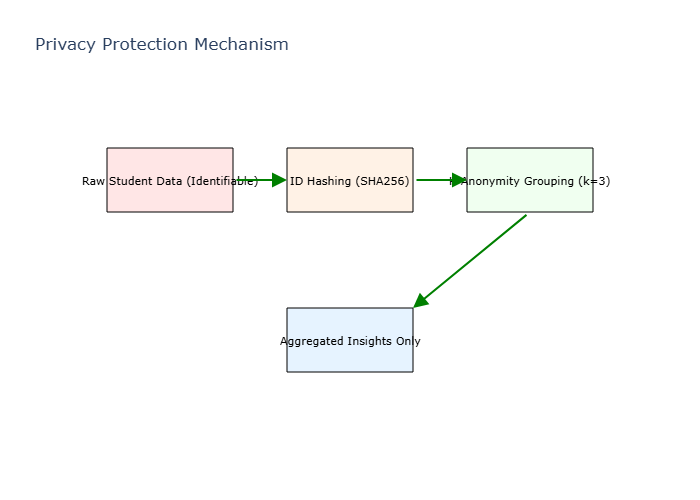 Privacy Protection Mechanism
Raw Student Data (Identifiable)
ID Hashing (SHA256)
K-Anonymity Grouping (k=3)
Aggregated Insights Only